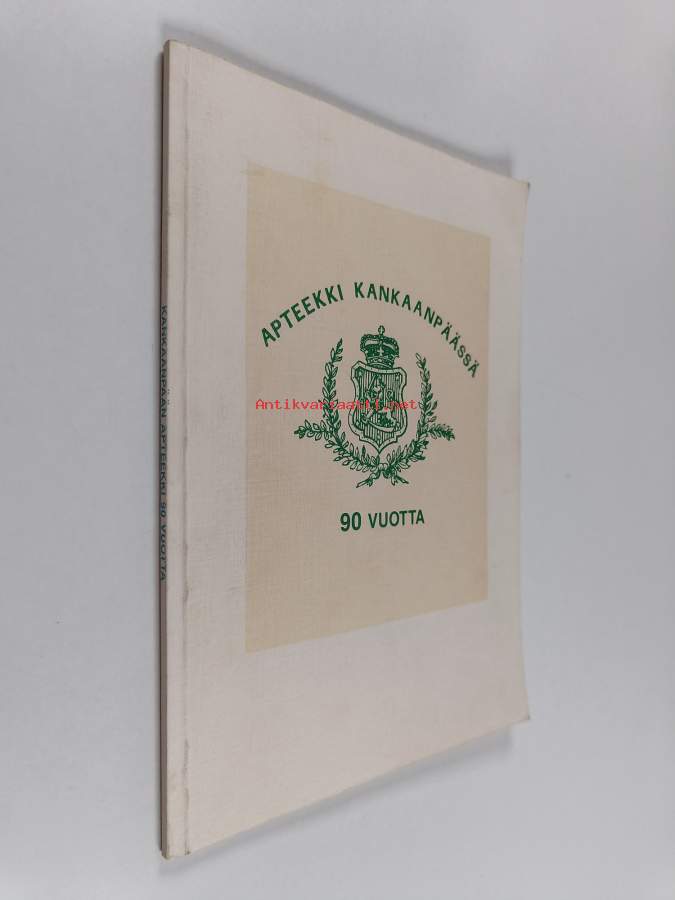 APTEEKKI KANKAANPÄÄSSÄ
Antikvariaatti.net
90 VUOTTA
KANKAANPÄÄN APTEEKKI 90 VUOTTA